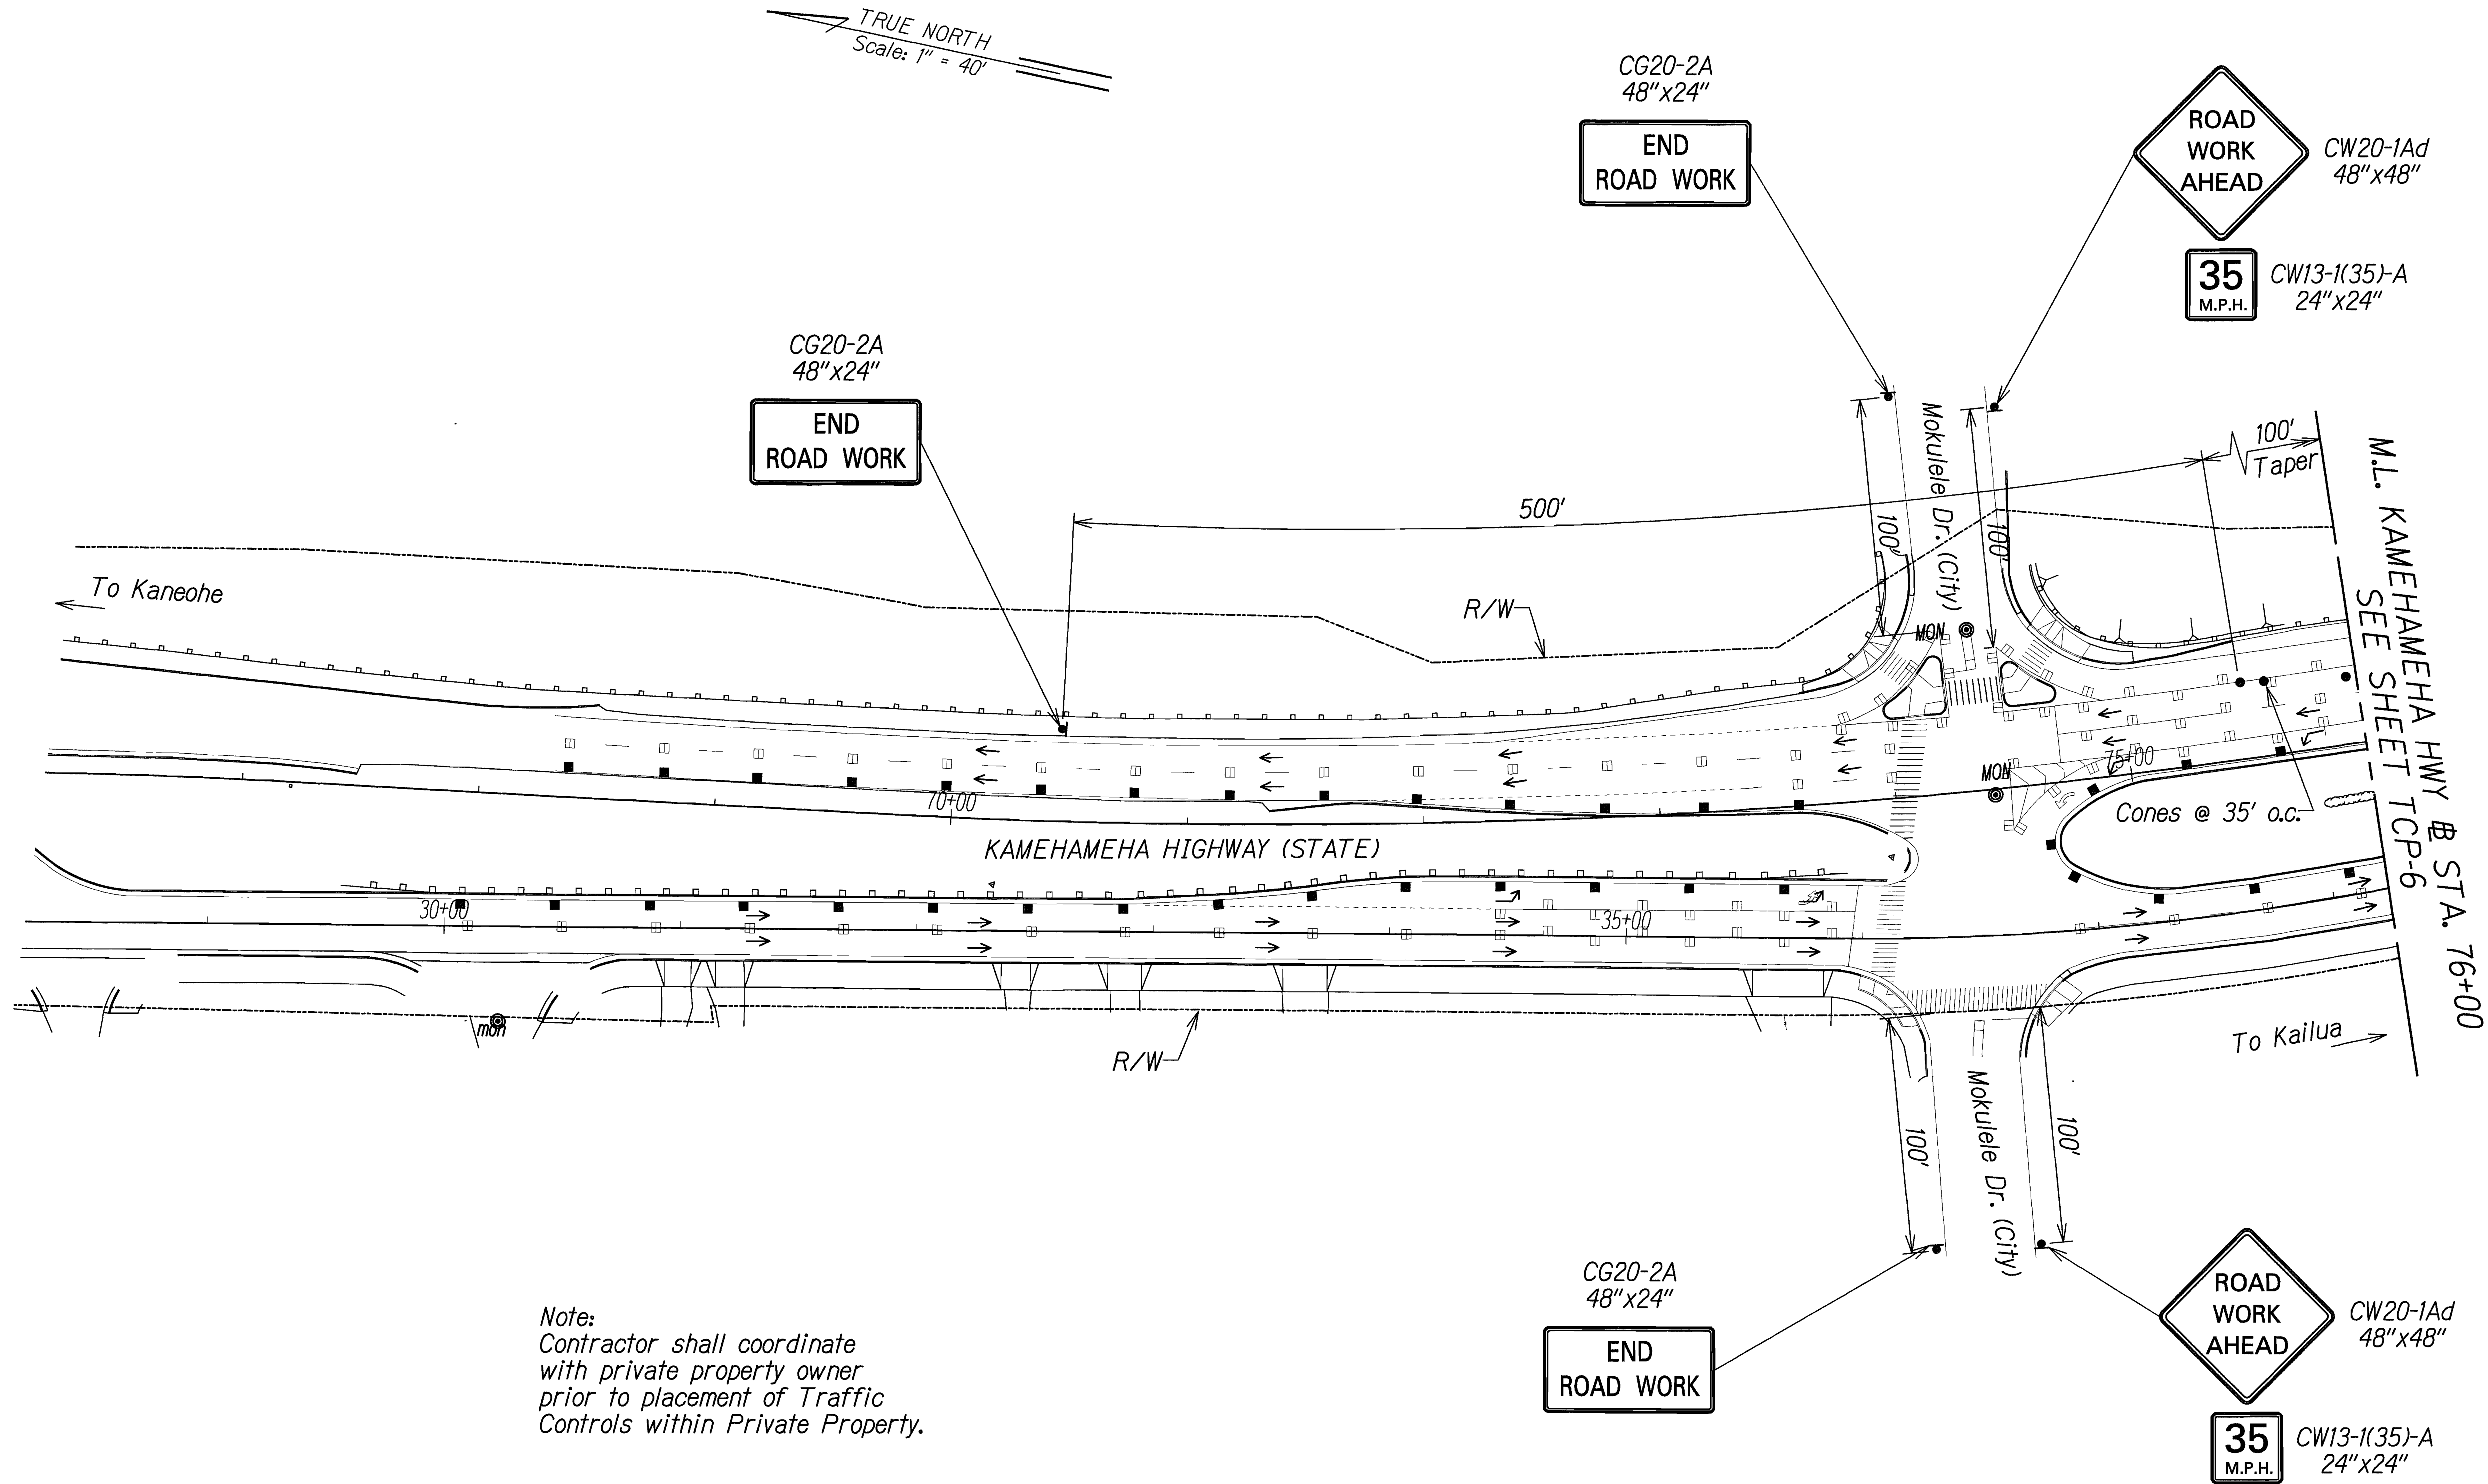 TRUE NORTH
Scale: 1" = 40'
CG20-2A
48"x24"
END
ROAD WORK
ROAD
WORK
AHEAD
CW20-1Ad
48"x48"
35
M.P.H.
CW13-1(35)-A
24"x24"
CG20-2A
48"x24"
END
ROAD WORK
100'
Taper
500'
Mokulele Dr. (City)
100'
100'
M.L. KAMEHAMEHA HWY B STA. 76+00
SEE SHEET TCP-6
To Kaneohe
R/W
MON
MON
75+00
70+00
Cones @ 35' o.c.
KAMEHAMEHA HIGHWAY (STATE)
30+00
35+00
mon
R/W
To Kailua
100'
Mokulele Dr. (City)
100'
CG20-2A
48"x24"
END
ROAD WORK
ROAD
WORK
AHEAD
CW20-1Ad
48"x48"
35
M.P.H.
CW13-1(35)-A
24"x24"
Note:
Contractor shall coordinate
with private property owner
prior to placement of Traffic
Controls within Private Property.